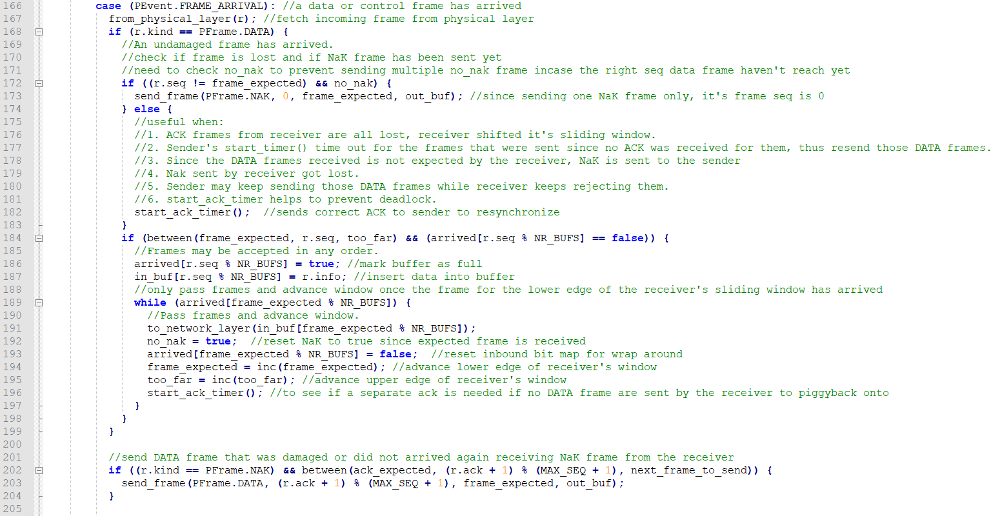 166 case (PEvent.FRAME_ARRIVAL): //a data or control frame has arrived
167 from_physical_layer(r); //fetch incoming frame from physical layer
168 if (r.kind == PFrame.DATA) {
169 //An undamaged frame has arrived.
170 //check if frame is lost and if NaK frame has been sent yet
171 //need to check no_nak to prevent sending multiple no_nak frame incase the right seq data frame haven't reach yet
172 if ((r.seq != frame_expected) && no_nak) {
173 send_frame(PFrame.NAK, 0, frame_expected, out_buf); //since sending one NaK frame only, it's frame seq is 0
174 } else {
175 //useful when:
176 //1. ACK frames from receiver are all lost, receiver shifted it's sliding window.
177 //2. Sender's start_timer() time out for the frames that were sent since no ACK was received for them, thus resend those DATA frames.
178 //3. Since the DATA frames received is not expected by the receiver, NaK is sent to the sender
179 //4. Nak sent by receiver got lost.
180 //5. Sender may keep sending those DATA frames while receiver keeps rejecting them.
181 //6. start_ack_timer helps to prevent deadlock.
182 start_ack_timer(); //sends correct ACK to sender to resynchronize
183 }
184 if (between(frame_expected, r.seq, too_far) && (arrived[r.seq % NR_BUFS] == false)) {
185 //Frames may be accepted in any order.
186 arrived[r.seq % NR_BUFS] = true; //mark buffer as full
187 in_buf[r.seq % NR_BUFS] = r.info; //insert data into buffer
188 //only pass frames and advance window once the frame for the lower edge of the receiver's sliding window has arrived
189 while (arrived[frame_expected % NR_BUFS]) {
190 //Pass frames and advance window.
191 to_network_layer(in_buf[frame_expected % NR_BUFS]);
192 no_nak = true; //reset NaK to true since expected frame is received
193 arrived[frame_expected % NR_BUFS] = false; //reset inbound bit map for wrap around
194 frame_expected = inc(frame_expected); //advance lower edge of receiver's window
195 too_far = inc(too_far); //advance upper edge of receiver's window
196 start_ack_timer(); //to see if a separate ack is needed if no DATA frame are sent by the receiver to piggyback onto
197 }
198 }
199 }
200
201 //send DATA frame that was damaged or did not arrived again receiving NaK frame from the receiver
202 if ((r.kind == PFrame.NAK) && between(ack_expected, (r.ack + 1) % (MAX_SEQ + 1), next_frame_to_send)) {
203 send_frame(PFrame.DATA, (r.ack + 1) % (MAX_SEQ + 1), frame_expected, out_buf);
204 }
205